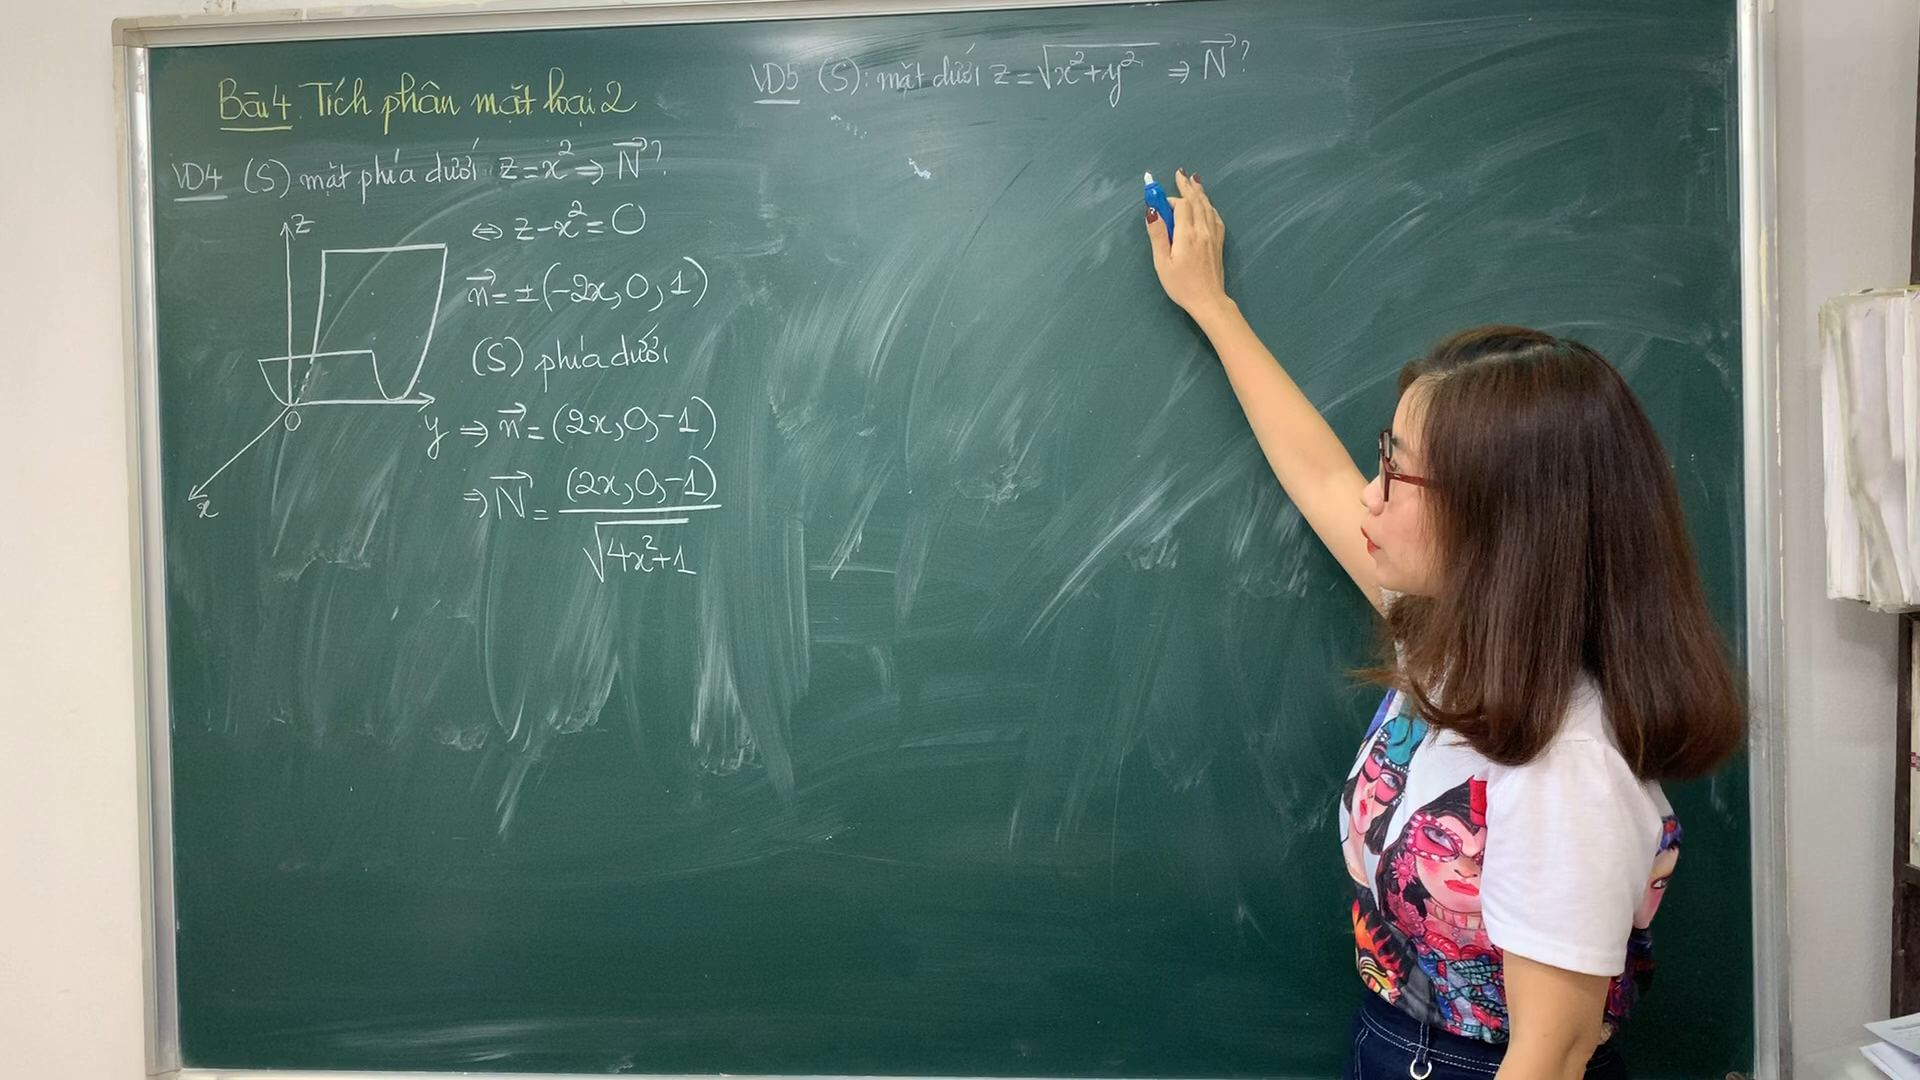 Bài 4. Tích phân mặt loại 2
VD4 (S) mặt phía dưới z = x² ⇒ N⃗ ?
⇔ z - x² = 0
n⃗ = ±(-2x, 0, 1)
(S) phía dưới
⇒ n⃗ = (2x, 0, -1)
⇒ N⃗ = (2x, 0, -1) / √(4x² + 1)
z
O
y
x
VD5 (S): mặt dưới z = √(x² + y²) ⇒ N⃗ ?